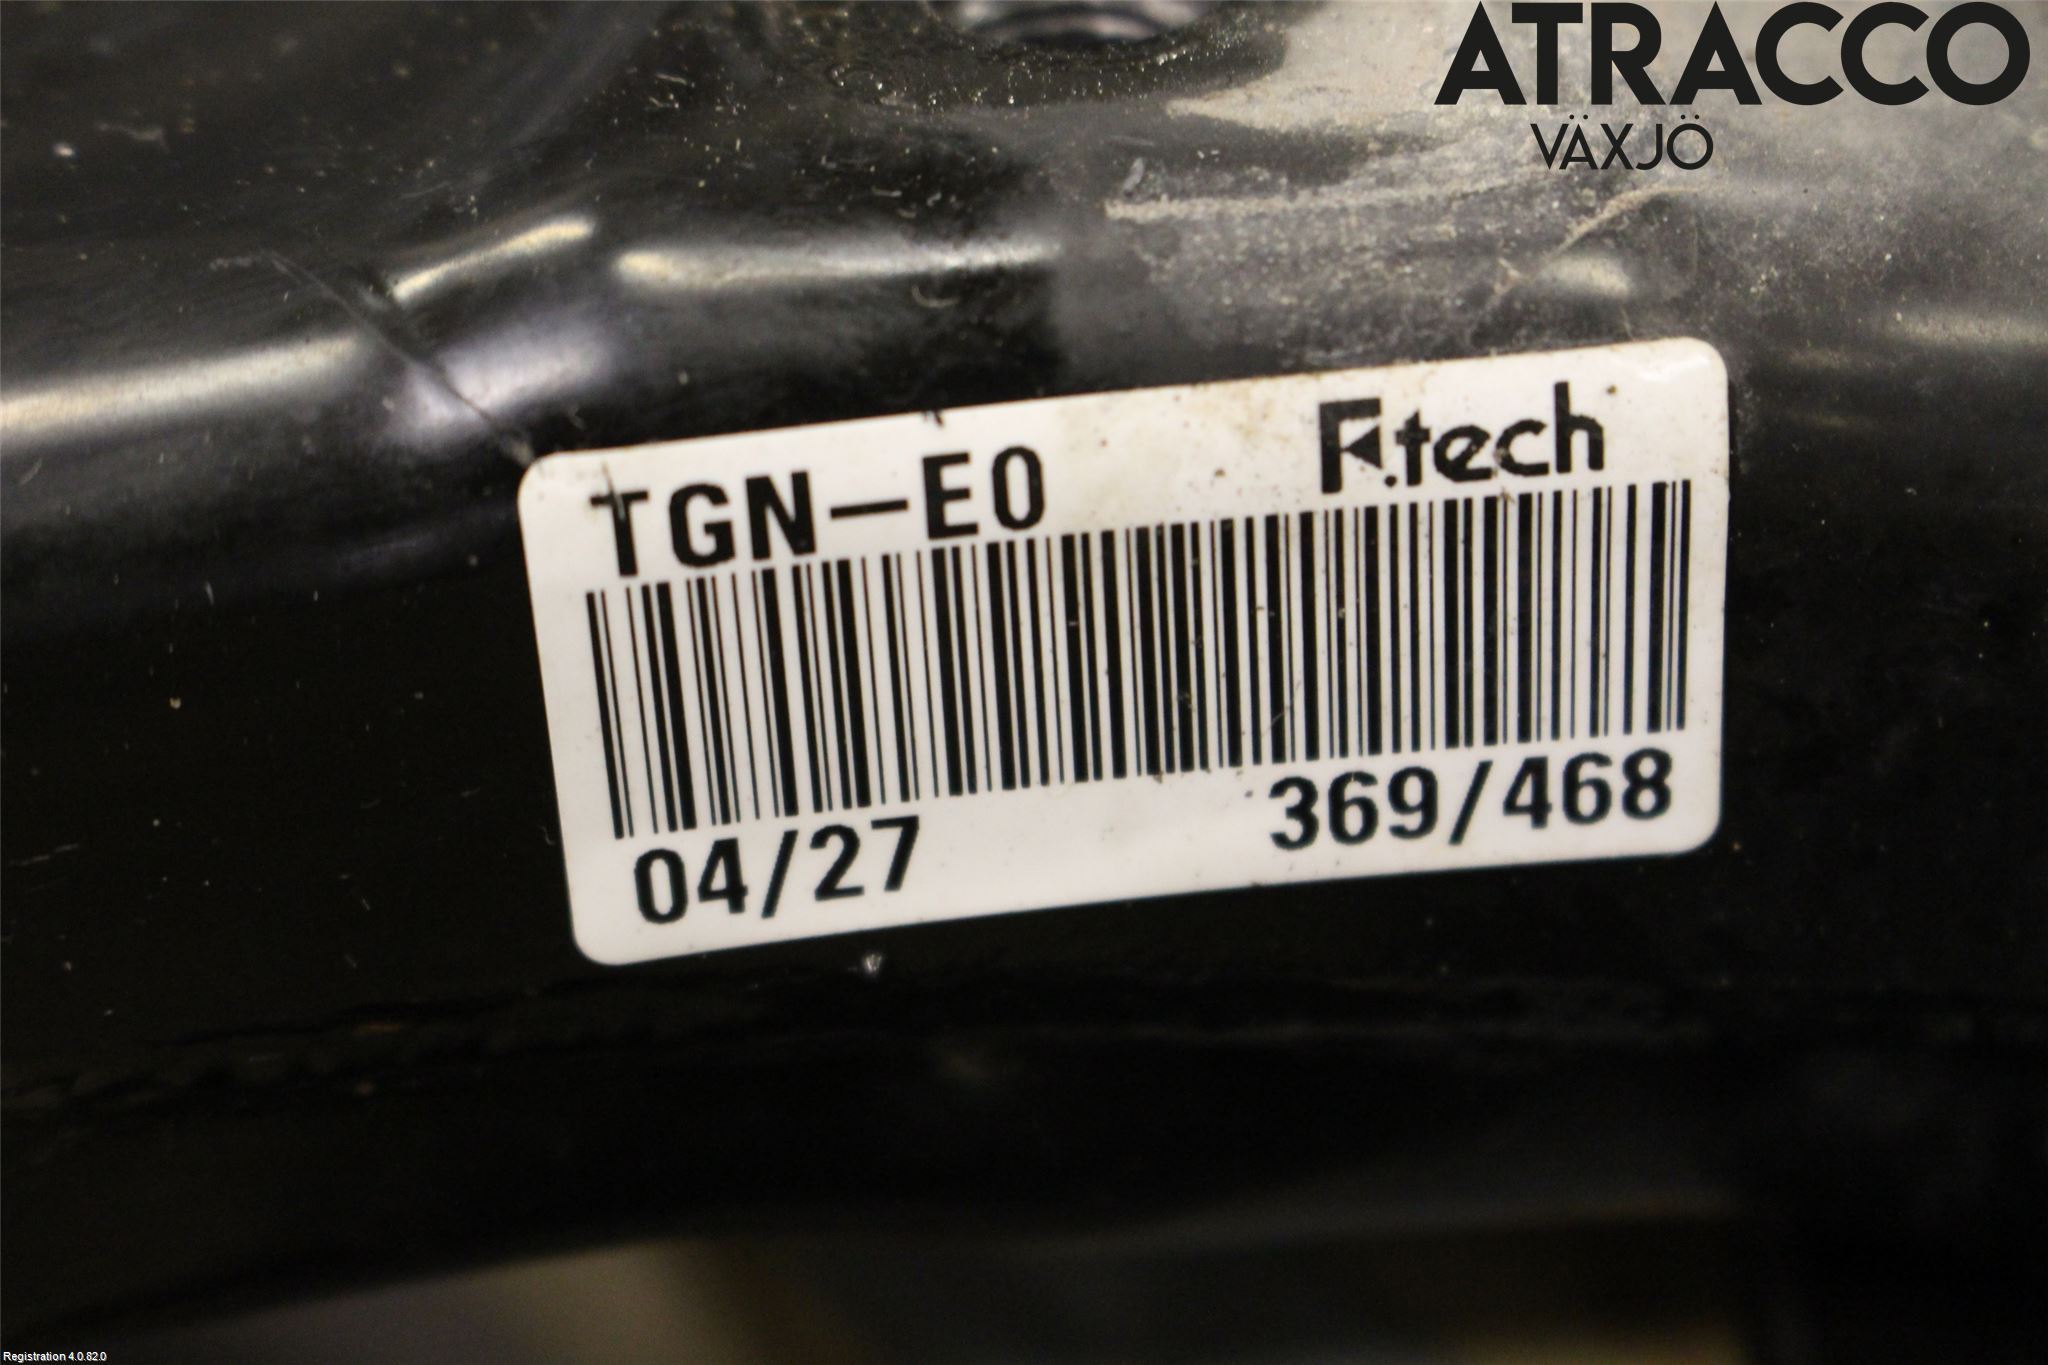 ATRACCO
VÄXJÖ
TGN-E0 F.tech
04/27 369/468
Registration 4.0.82.0